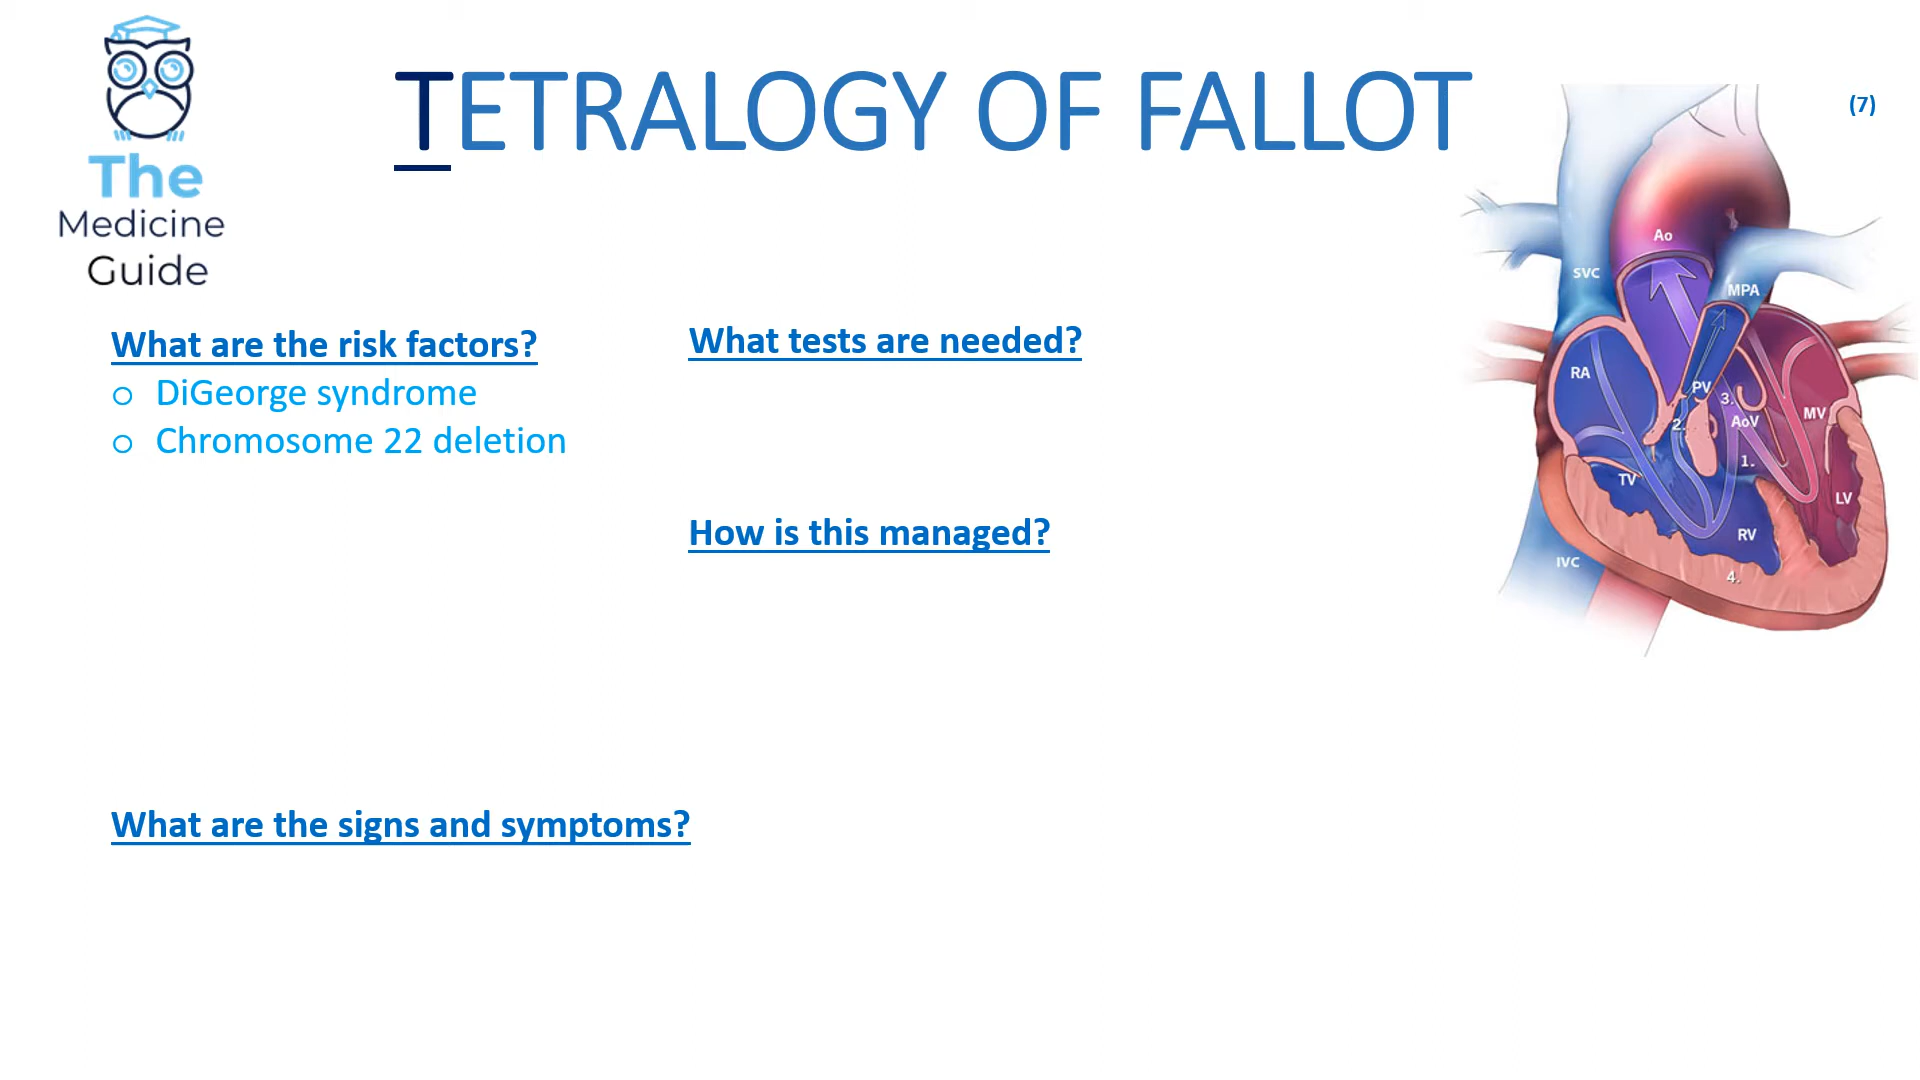 The
Medicine
Guide
TETRALOGY OF FALLOT
(7)
What are the risk factors?
o DiGeorge syndrome
o Chromosome 22 deletion
What tests are needed?
How is this managed?
What are the signs and symptoms?
Ao
SVC
MPA
RA
PV
3.
2.
AoV
MV
1.
TV
LV
RV
IVC
4.